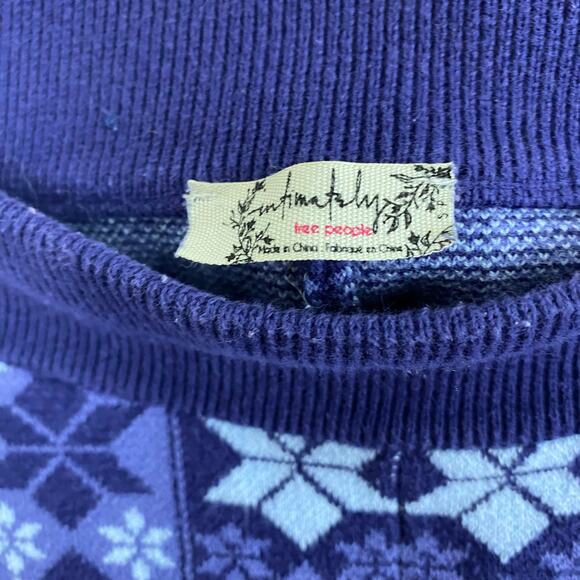 intimately
free people
Made in China . Fabriqué en Chine